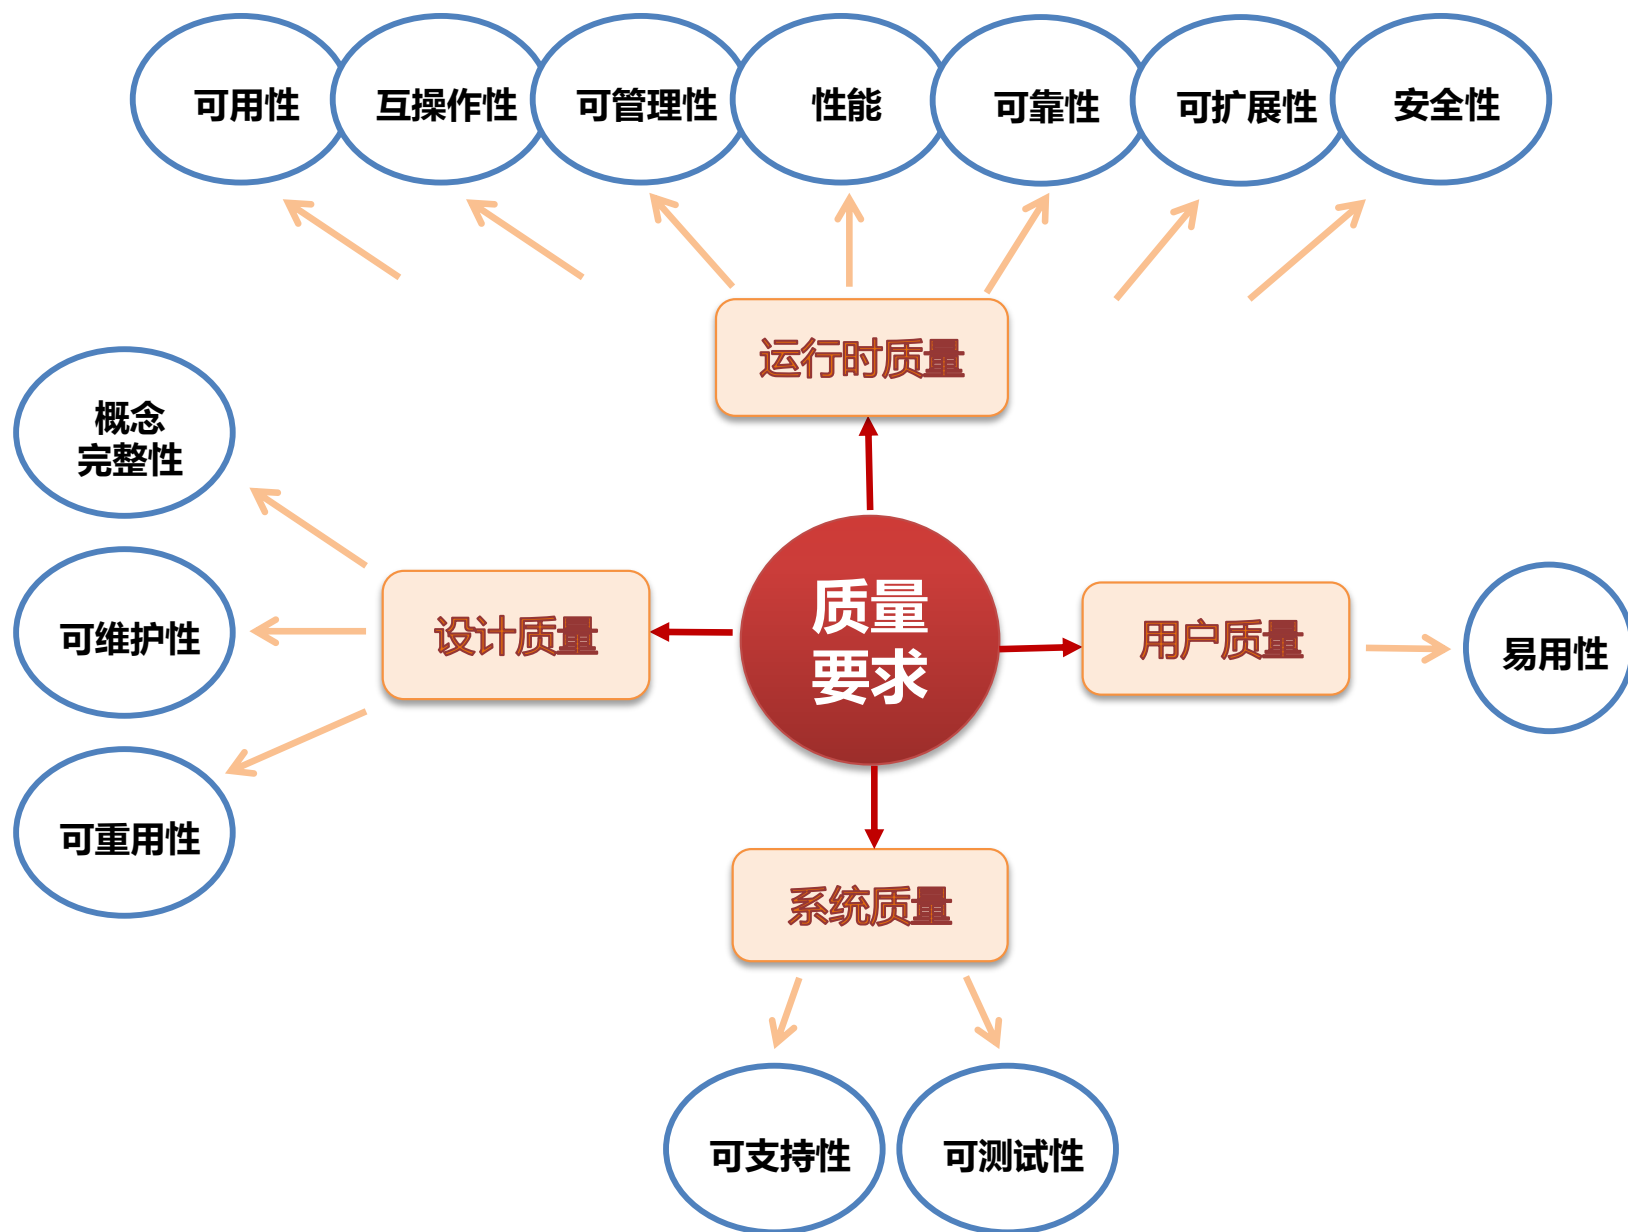 可用性
互操作性
可管理性
性能
可靠性
可扩展性
安全性
运行时质量
概念
完整性
可维护性
可重用性
设计质量
质量
要求
用户质量
易用性
系统质量
可支持性
可测试性